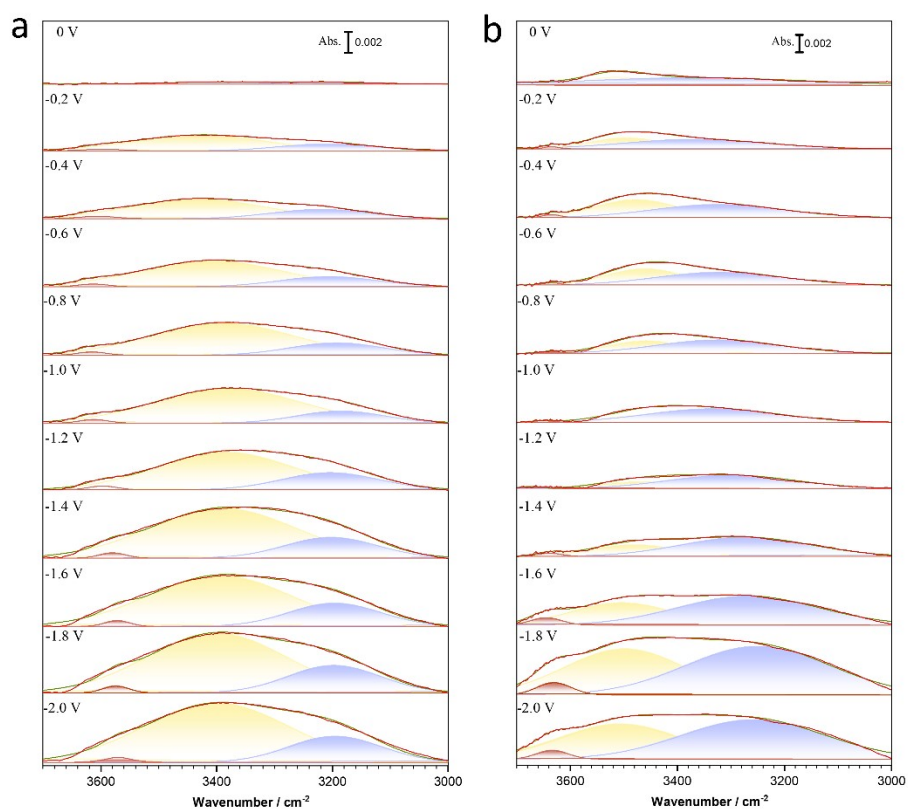 a
0 V
Abs. 0.002
-0.2 V
-0.4 V
-0.6 V
-0.8 V
-1.0 V
-1.2 V
-1.4 V
-1.6 V
-1.8 V
-2.0 V
3600 3400 3200 3000
Wavenumber / cm⁻²
b
0 V
Abs. 0.002
-0.2 V
-0.4 V
-0.6 V
-0.8 V
-1.0 V
-1.2 V
-1.4 V
-1.6 V
-1.8 V
-2.0 V
3600 3400 3200 3000
Wavenumber / cm⁻²